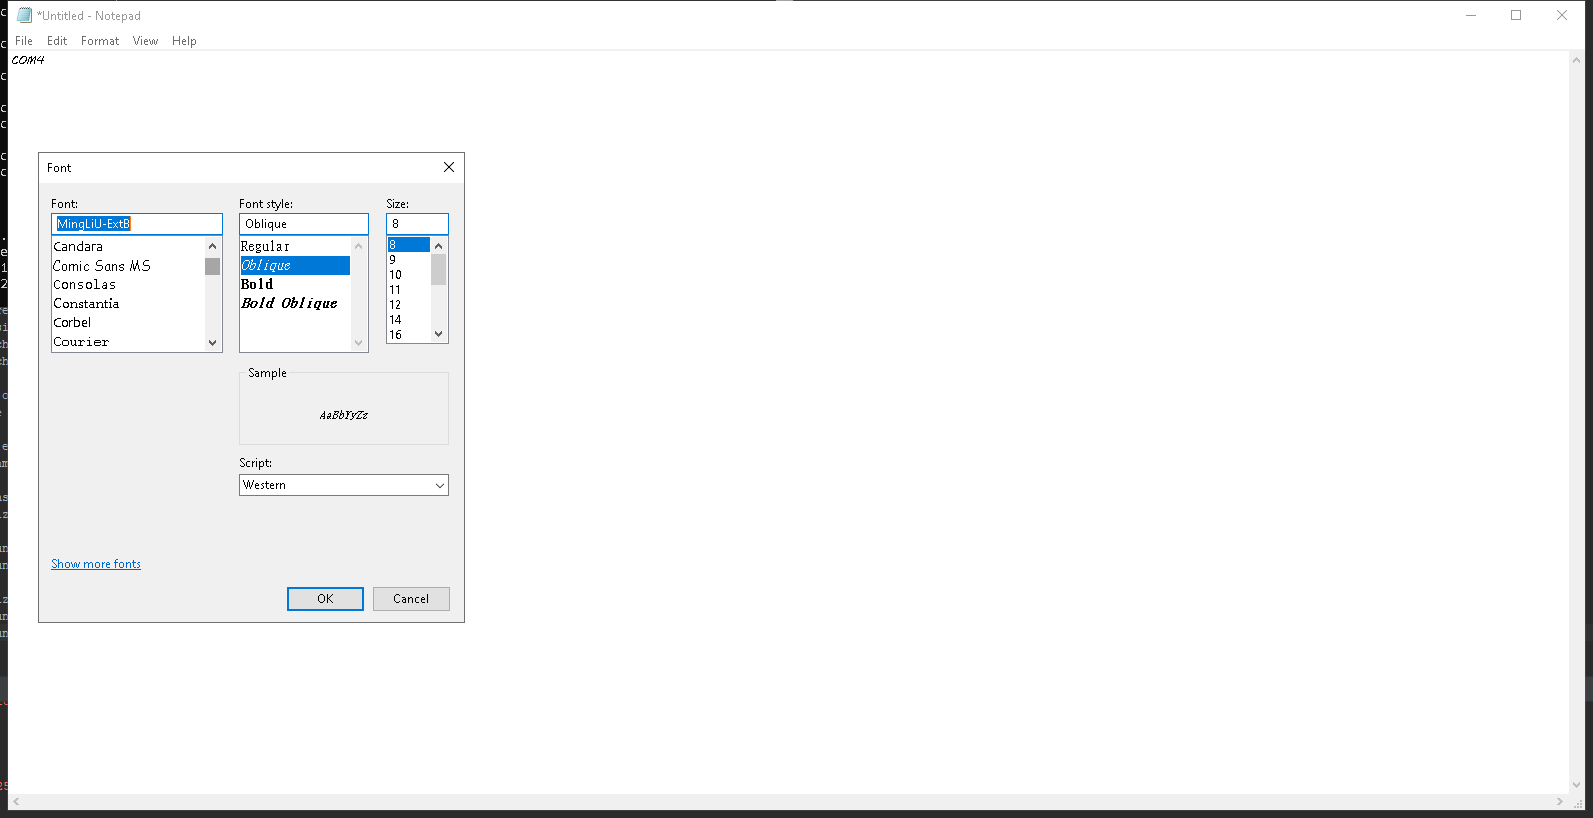 *Untitled - Notepad
File Edit Format View Help
COM4
Font
Font: Font style: Size:
MingLiU-ExtB Oblique 8
Candara Regular 8
Comic Sans MS Oblique 9
Consolas Bold 10
Constantia Bold Oblique 11
Corbel 12
Courier 14
16
Sample
AaBbYyZz
Script:
Western
Show more fonts
OK Cancel